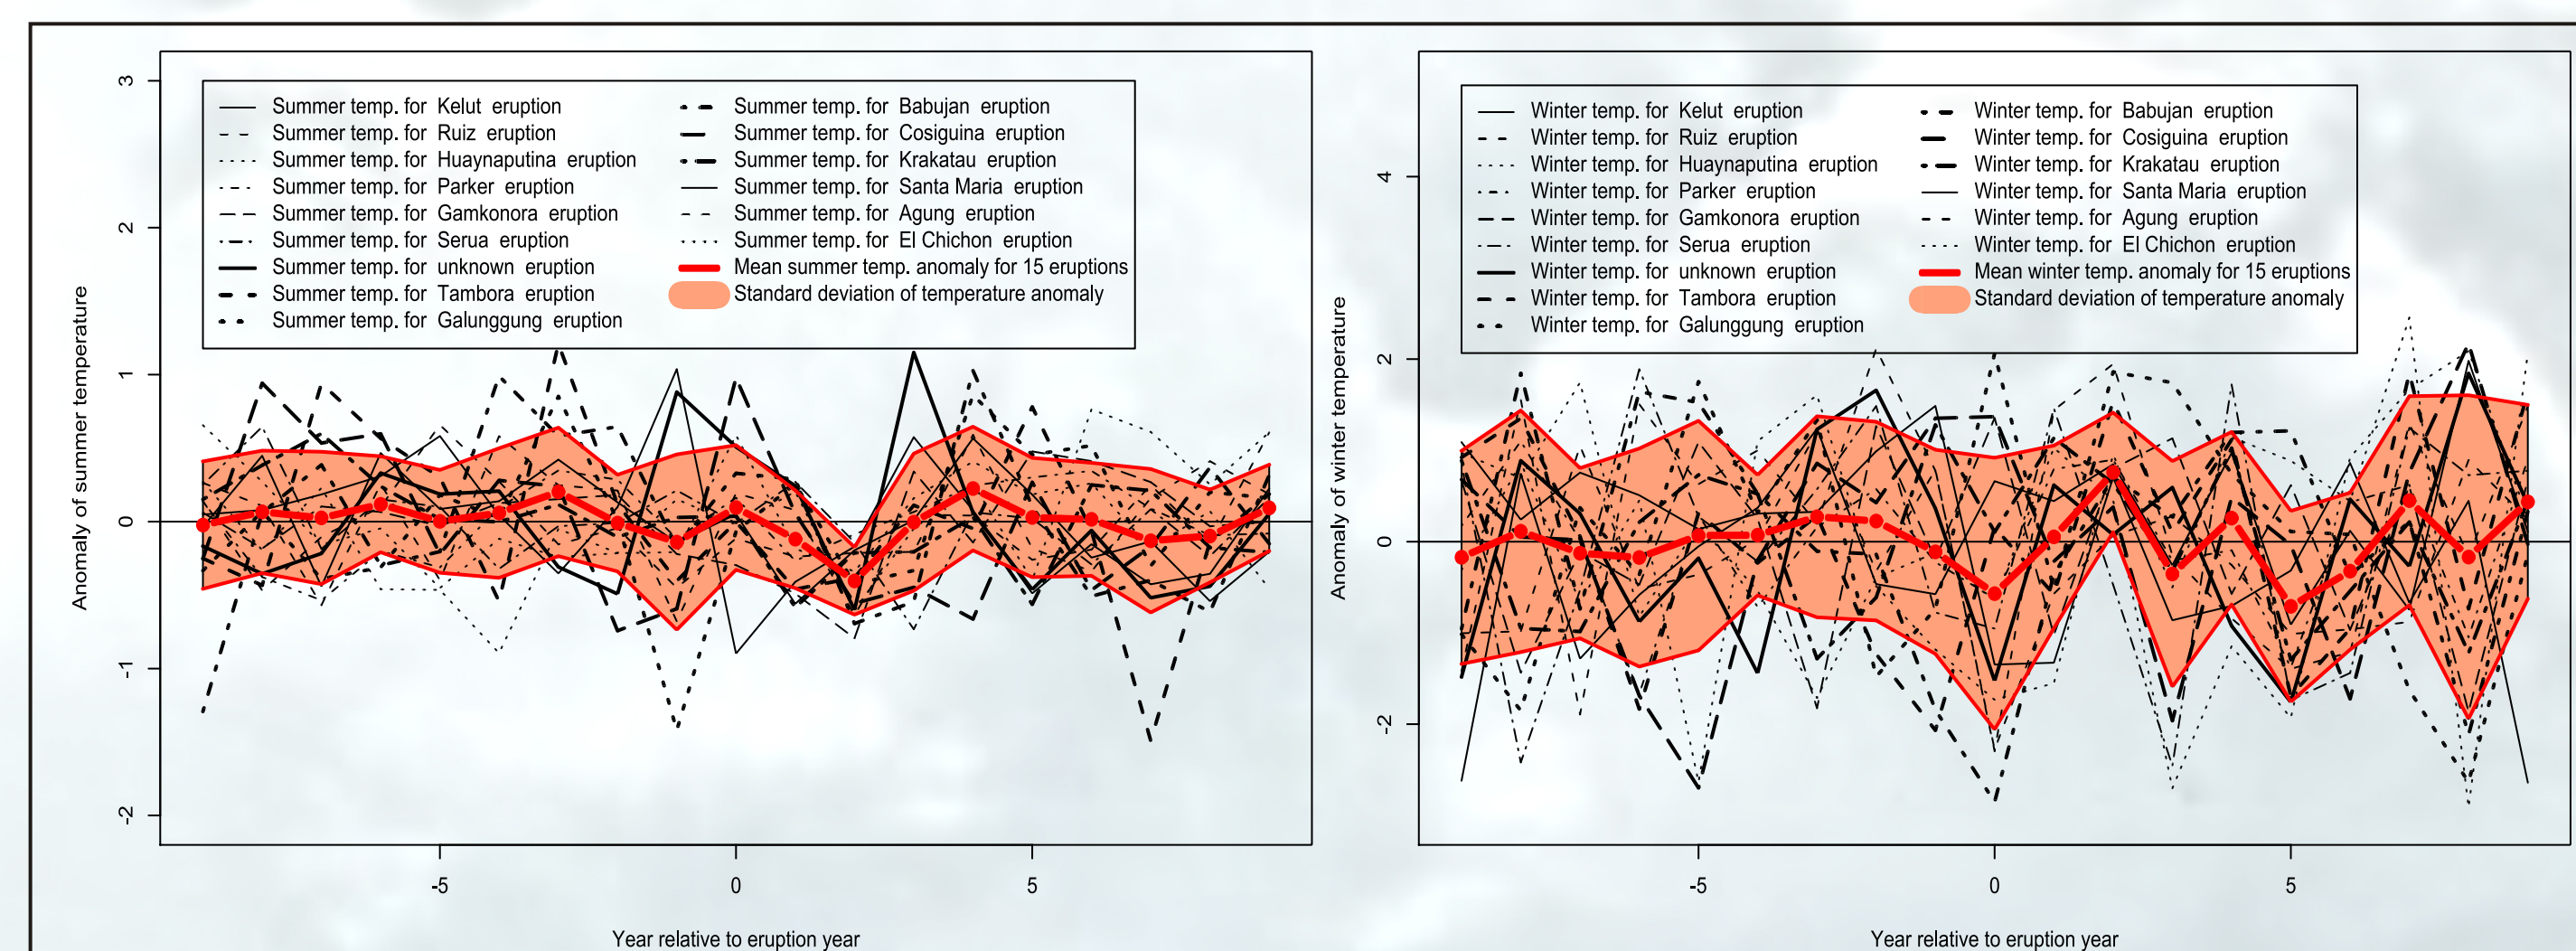 Anomaly of summer temperature
3
2
1
0
-1
-2
Summer temp. for Kelut eruption
Summer temp. for Ruiz eruption
Summer temp. for Huaynaputina eruption
Summer temp. for Parker eruption
Summer temp. for Gamkonora eruption
Summer temp. for Serua eruption
Summer temp. for unknown eruption
Summer temp. for Tambora eruption
Summer temp. for Galunggung eruption
Summer temp. for Babujan eruption
Summer temp. for Cosiguina eruption
Summer temp. for Krakatau eruption
Summer temp. for Santa Maria eruption
Summer temp. for Agung eruption
Summer temp. for El Chichon eruption
Mean summer temp. anomaly for 15 eruptions
Standard deviation of temperature anomaly
-5 0 5
Year relative to eruption year
Anomaly of winter temperature
4
2
0
-2
Winter temp. for Kelut eruption
Winter temp. for Ruiz eruption
Winter temp. for Huaynaputina eruption
Winter temp. for Parker eruption
Winter temp. for Gamkonora eruption
Winter temp. for Serua eruption
Winter temp. for unknown eruption
Winter temp. for Tambora eruption
Winter temp. for Galunggung eruption
Winter temp. for Babujan eruption
Winter temp. for Cosiguina eruption
Winter temp. for Krakatau eruption
Winter temp. for Santa Maria eruption
Winter temp. for Agung eruption
Winter temp. for El Chichon eruption
Mean winter temp. anomaly for 15 eruptions
Standard deviation of temperature anomaly
-5 0 5
Year relative to eruption year